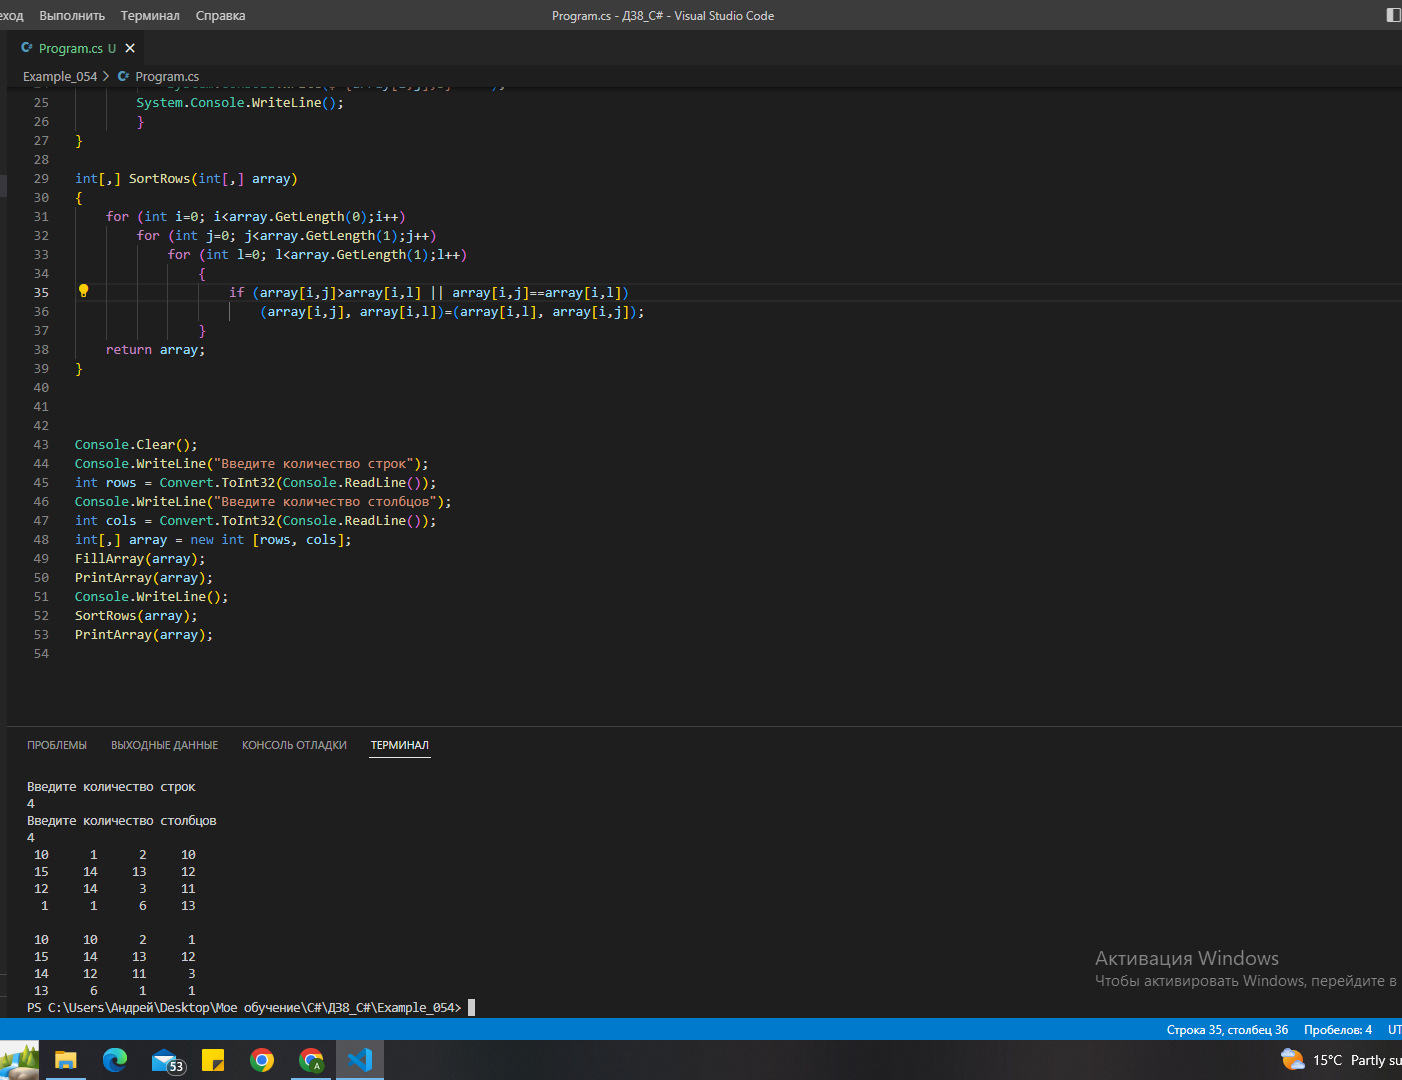 Выполнить Терминал Справка Program.cs - ДЗ8_C# - Visual Studio Code
Program.cs U
Example_054 > Program.cs
25 System.Console.WriteLine();
26 }
27 }
28
29 int[,] SortRows(int[,] array)
30 {
31 for (int i=0; i<array.GetLength(0);i++)
32 for (int j=0; j<array.GetLength(1);j++)
33 for (int l=0; l<array.GetLength(1);l++)
34 {
35 if (array[i,j]>array[i,l] || array[i,j]==array[i,l])
36 (array[i,j], array[i,l])=(array[i,l], array[i,j]);
37 }
38 return array;
39 }
40
41
42
43 Console.Clear();
44 Console.WriteLine("Введите количество строк");
45 int rows = Convert.ToInt32(Console.ReadLine());
46 Console.WriteLine("Введите количество столбцов");
47 int cols = Convert.ToInt32(Console.ReadLine());
48 int[,] array = new int [rows, cols];
49 FillArray(array);
50 PrintArray(array);
51 Console.WriteLine();
52 SortRows(array);
53 PrintArray(array);
54
ПРОБЛЕМЫ ВЫХОДНЫЕ ДАННЫЕ КОНСОЛЬ ОТЛАДКИ ТЕРМИНАЛ
Введите количество строк
4
Введите количество столбцов
4
10 1 2 10
15 14 13 12
12 14 3 11
1 1 6 13
10 10 2 1
15 14 13 12
14 12 11 3
13 6 1 1
PS C:\Users\Андрей\Desktop\Мое обучение\C#\ДЗ8_C#\Example_054>
Активация Windows
Чтобы активировать Windows, перейдите в
Строка 35, столбец 36 Пробелов: 4 UT
53
A
15°C Partly su